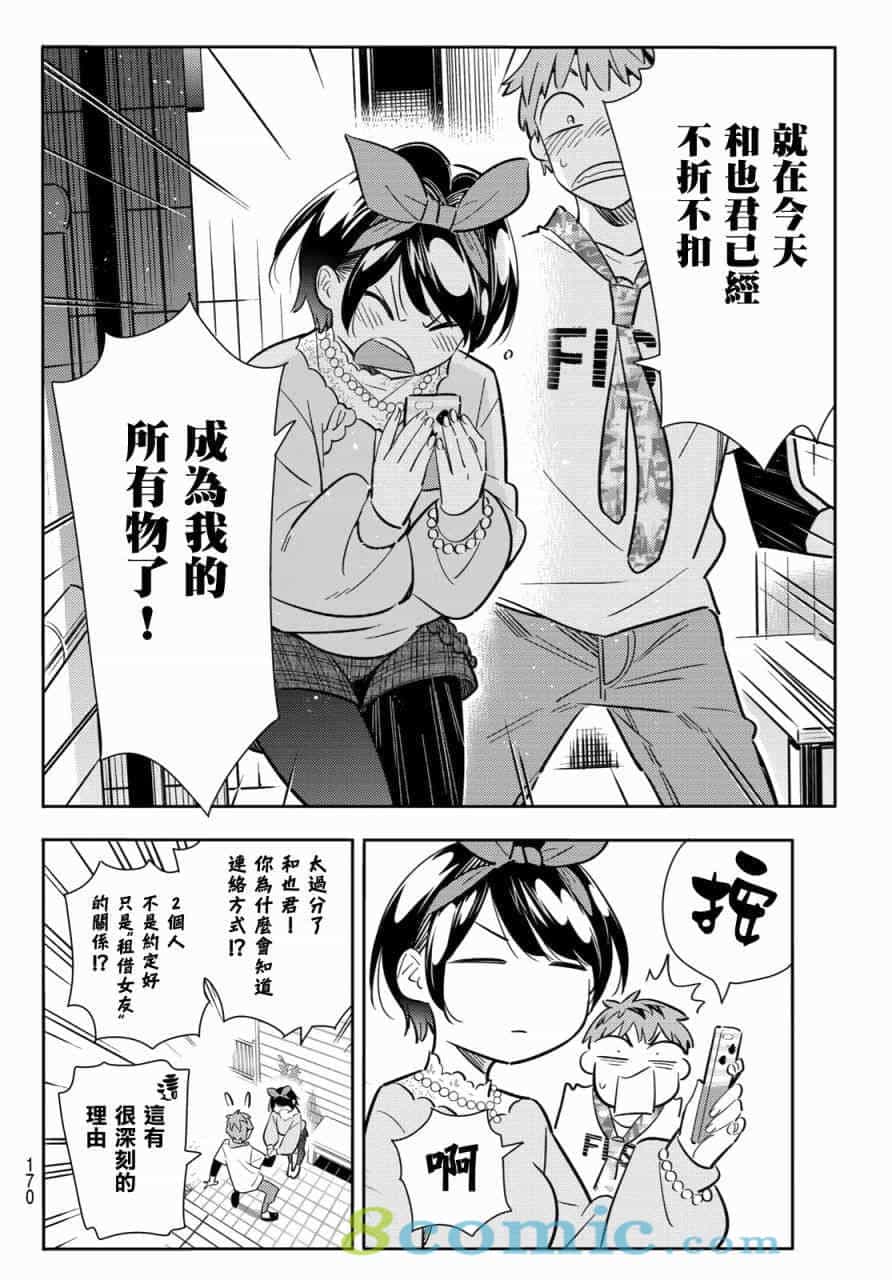 就在今天
和也君已經
不折不扣
FIS
成為我的
所有物了！
按
啊
FIS
太過分了
和也君！
你為什麼會知道
連絡方式！？
2個人
不是約定好
只是“租借女友”
的關係！？
這
這有
很深刻的
理由
170
8comic.com